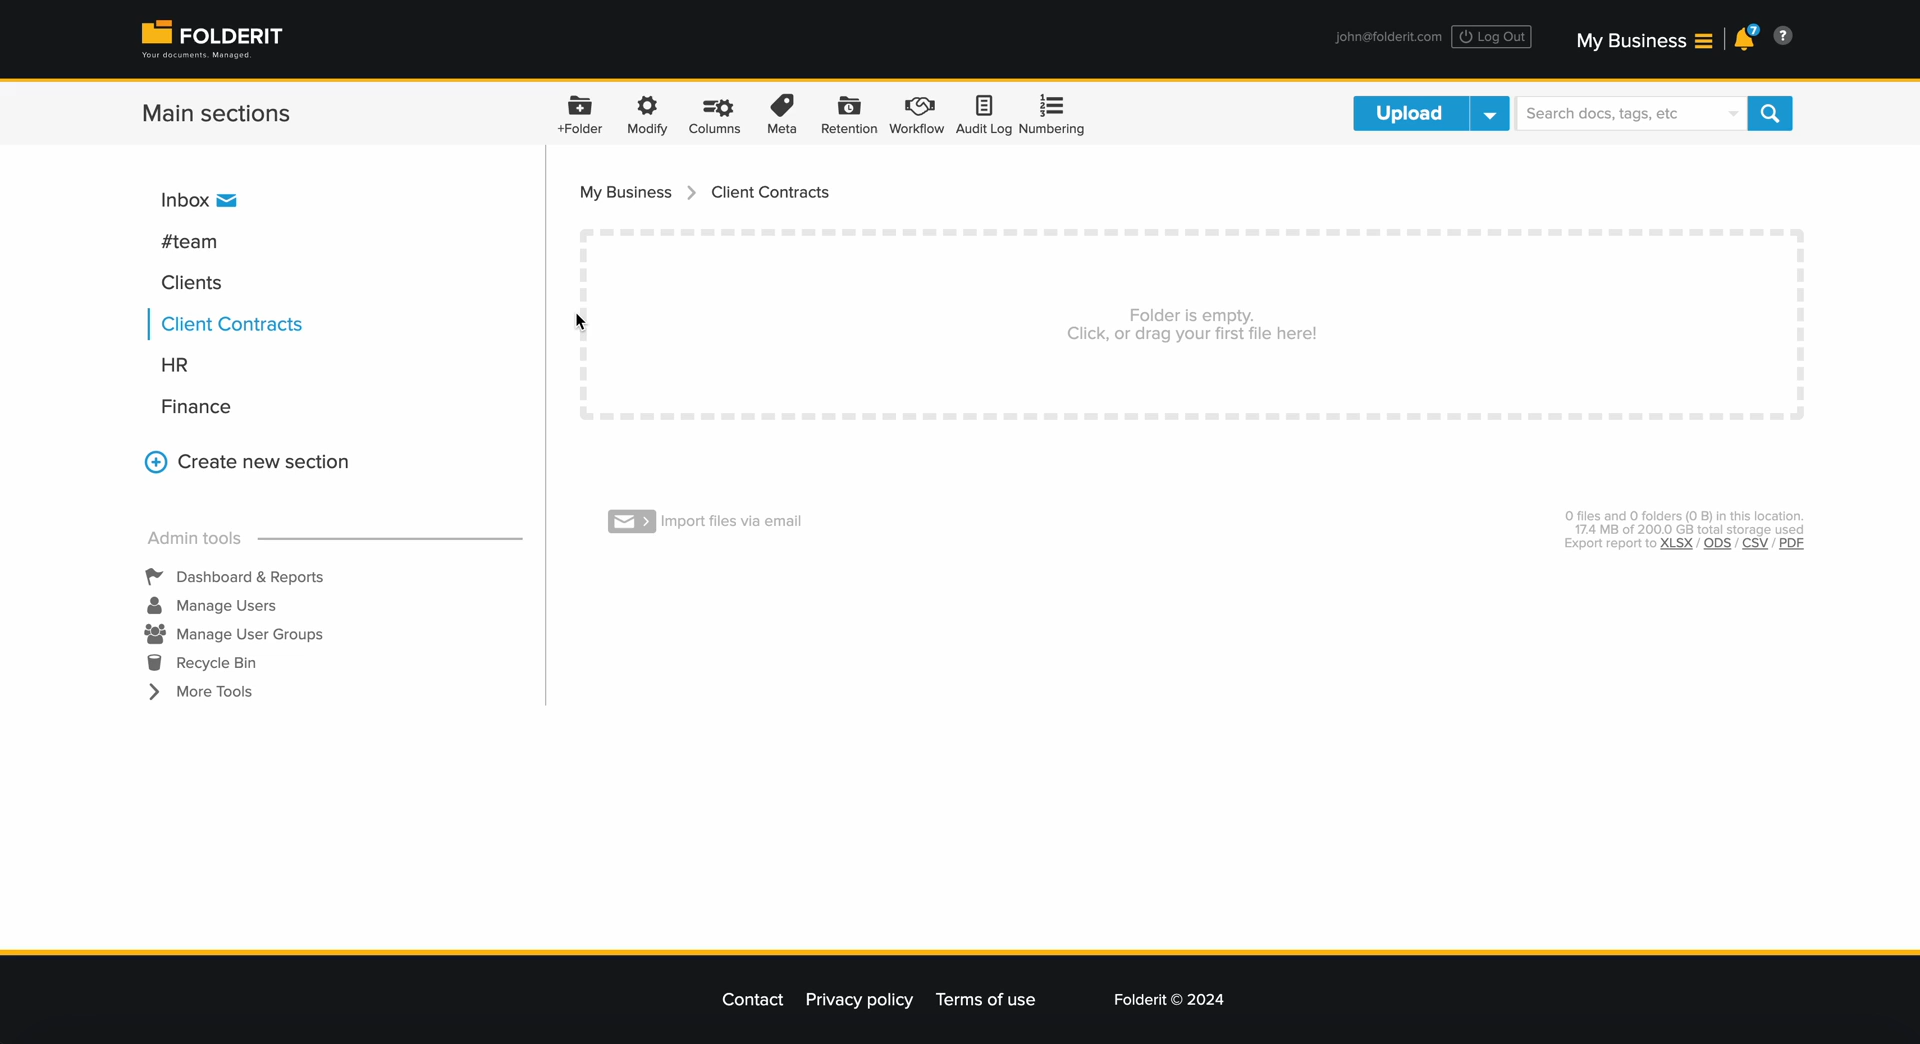 FOLDERIT
Your documents. Managed.
john@folderit.com
Log Out
My Business
7
?
Main sections
+Folder
Modify
Columns
Meta
Retention
Workflow
Audit Log
1
2
3
Numbering
Upload
Search docs, tags, etc
Inbox
#team
Clients
Client Contracts
HR
Finance
Create new section
Admin tools
Dashboard & Reports
Manage Users
Manage User Groups
Recycle Bin
More Tools
My Business > Client Contracts
Folder is empty.
Click, or drag your first file here!
Import files via email
0 files and 0 folders (0 B) in this location.
17.4 MB of 200.0 GB total storage used
Export report to XLSX / ODS / CSV / PDF
Contact
Privacy policy
Terms of use
Folderit © 2024